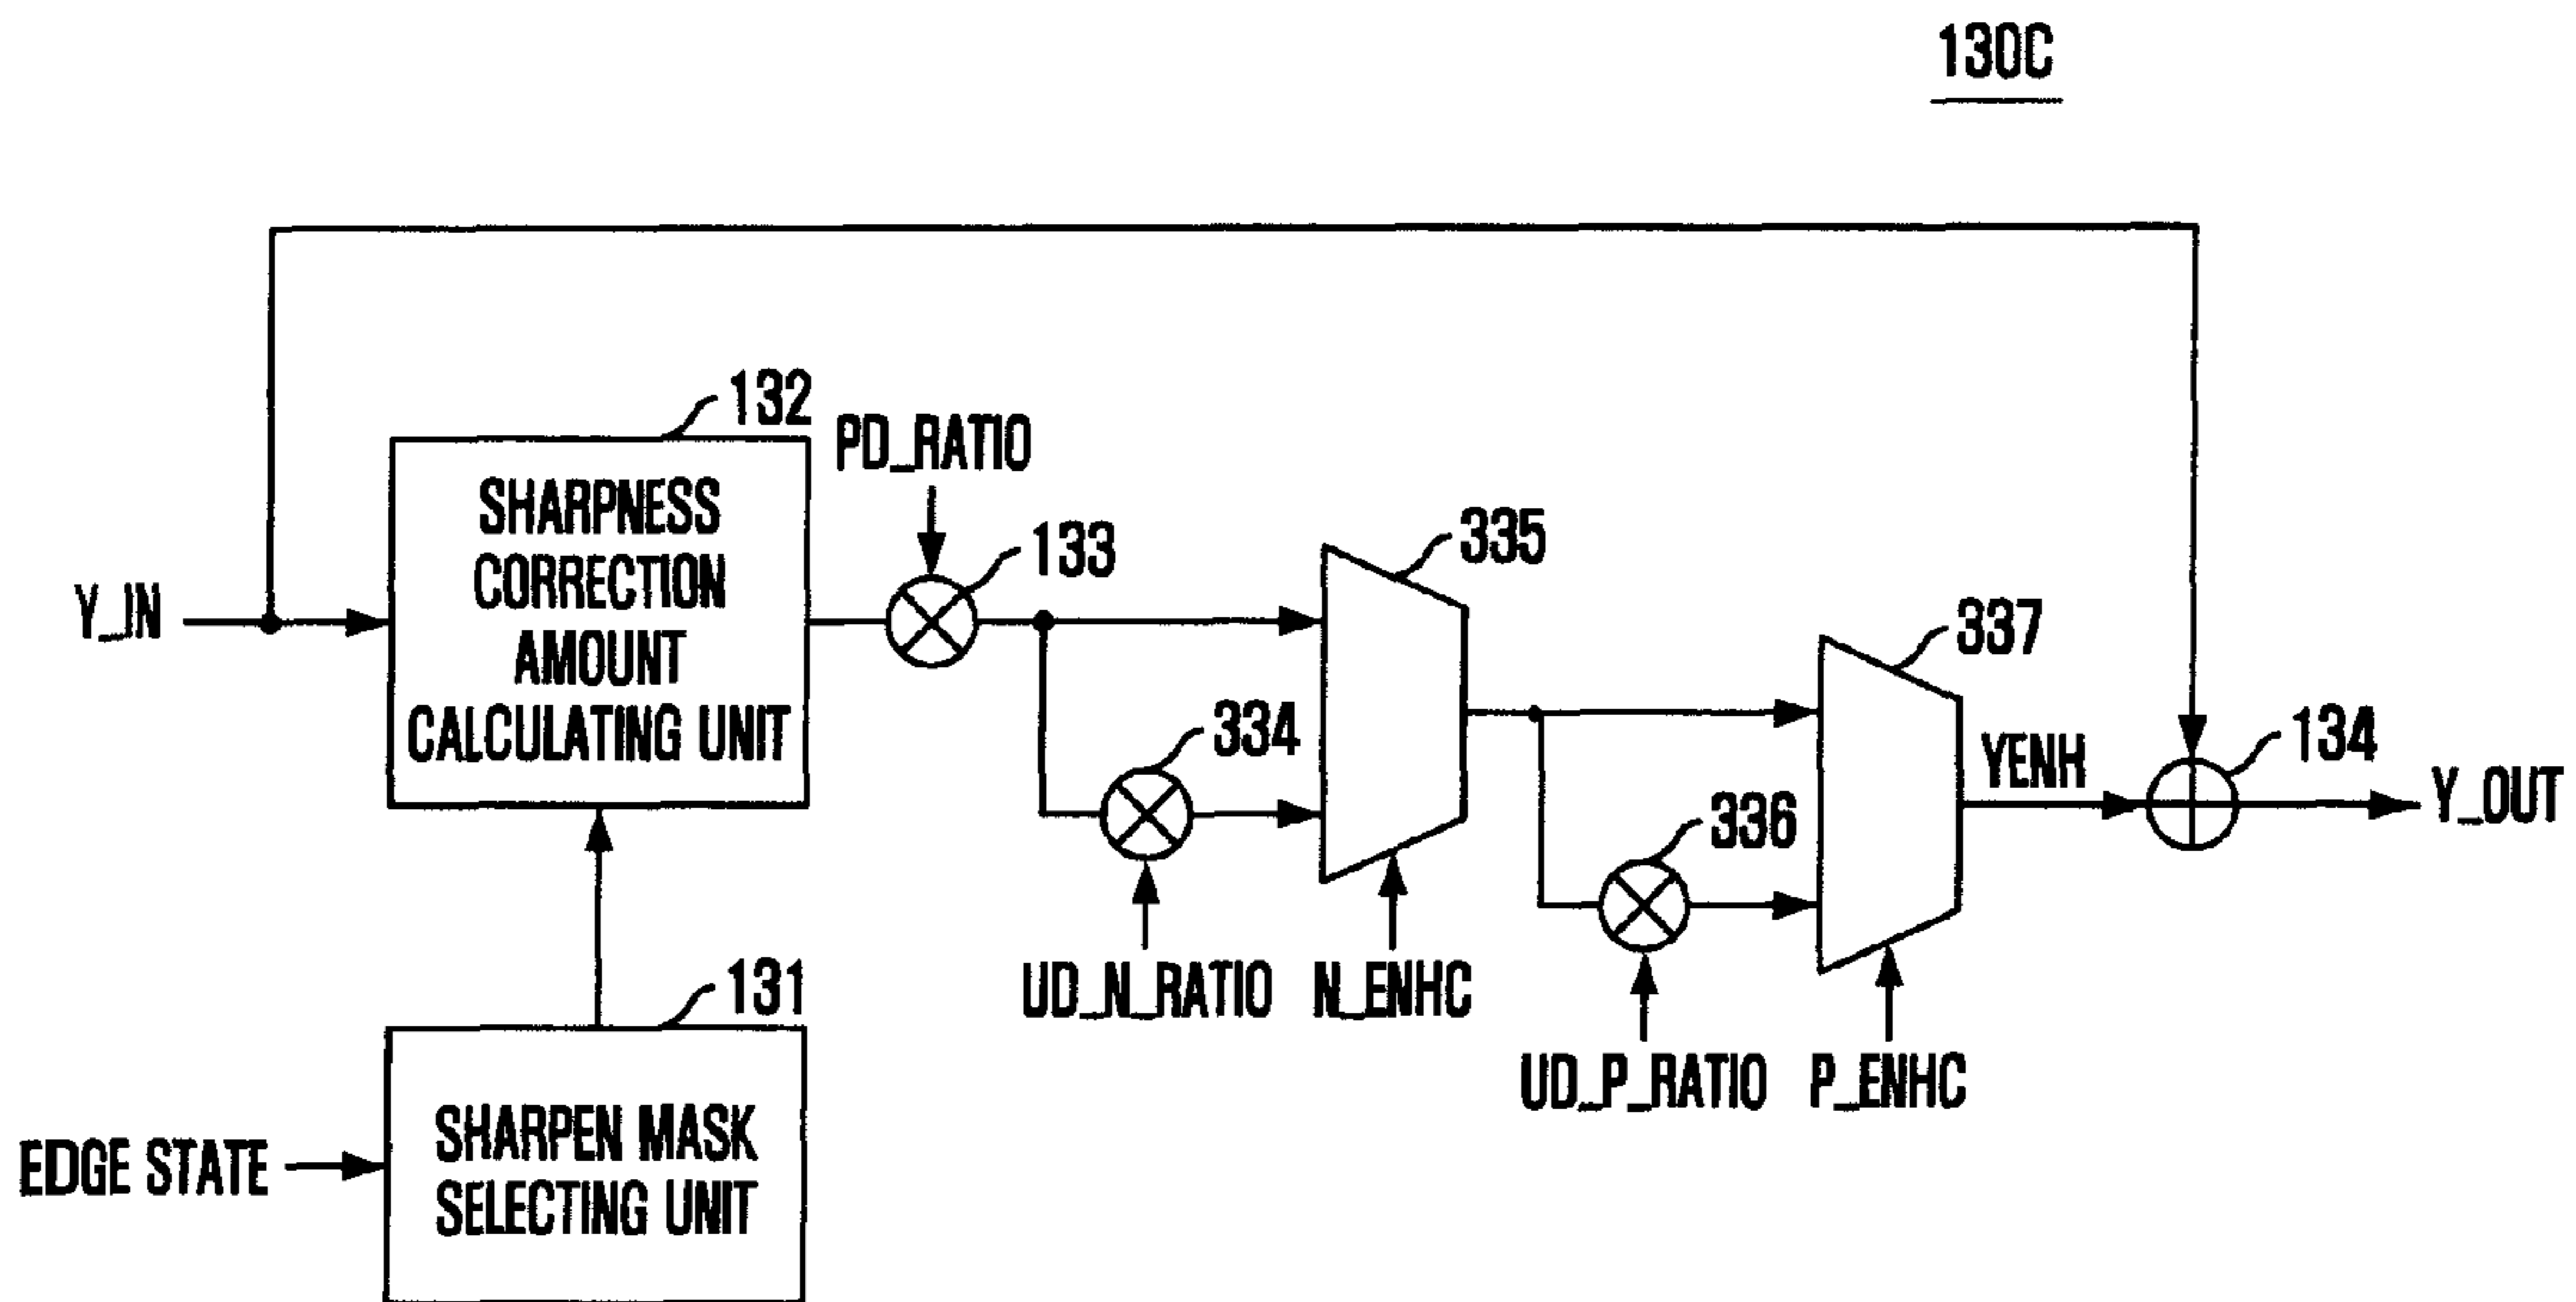 130C
132
SHARPNESS
CORRECTION
AMOUNT
CALCULATING UNIT
PD_RATIO
133
335
Y_IN
337
334
YENH
134
Y_OUT
336
UD_N_RATIO
N_ENHC
UD_P_RATIO
P_ENHC
131
EDGE STATE
SHARPEN MASK
SELECTING UNIT